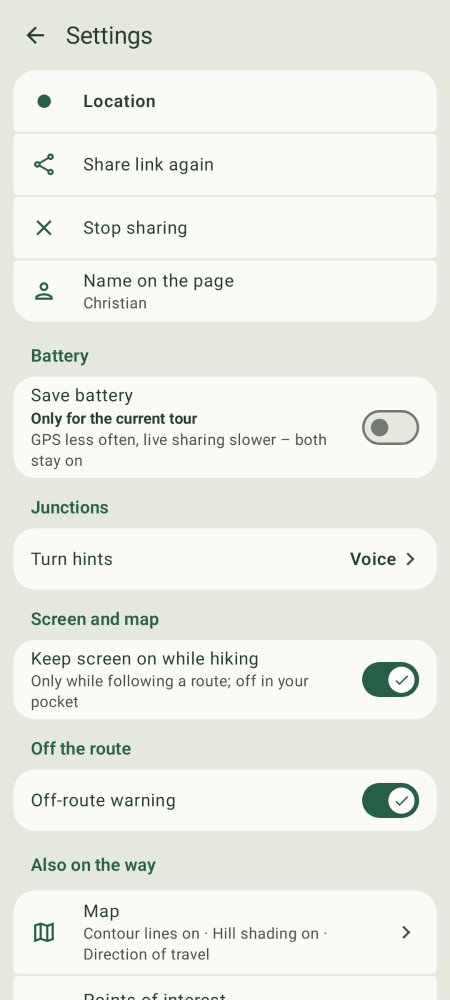 Settings
Location
Share link again
Stop sharing
Name on the page
Christian
Battery
Save battery
Only for the current tour
GPS less often, live sharing slower – both
stay on
Junctions
Turn hints
Voice
Screen and map
Keep screen on while hiking
Only while following a route; off in your
pocket
Off the route
Off-route warning
Also on the way
Map
Contour lines on · Hill shading on ·
Direction of travel
Points of interest